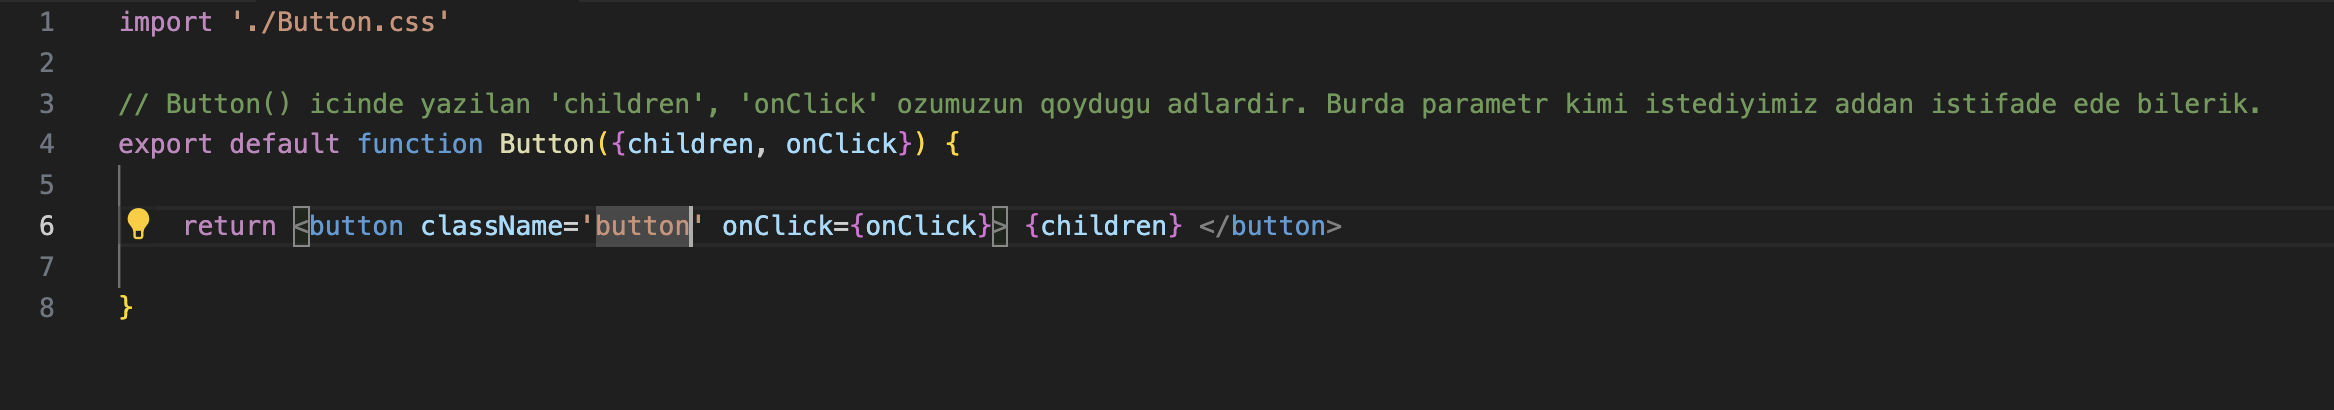 1 import './Button.css'
2
3 // Button() icinde yazilan 'children', 'onClick' ozumuzun qoydugu adlardir. Burda parametr kimi istediyimiz addan istifade ede bilerik.
4 export default function Button({children, onClick}) {
5
6 return <button className='button' onClick={onClick}> {children} </button>
7
8 }